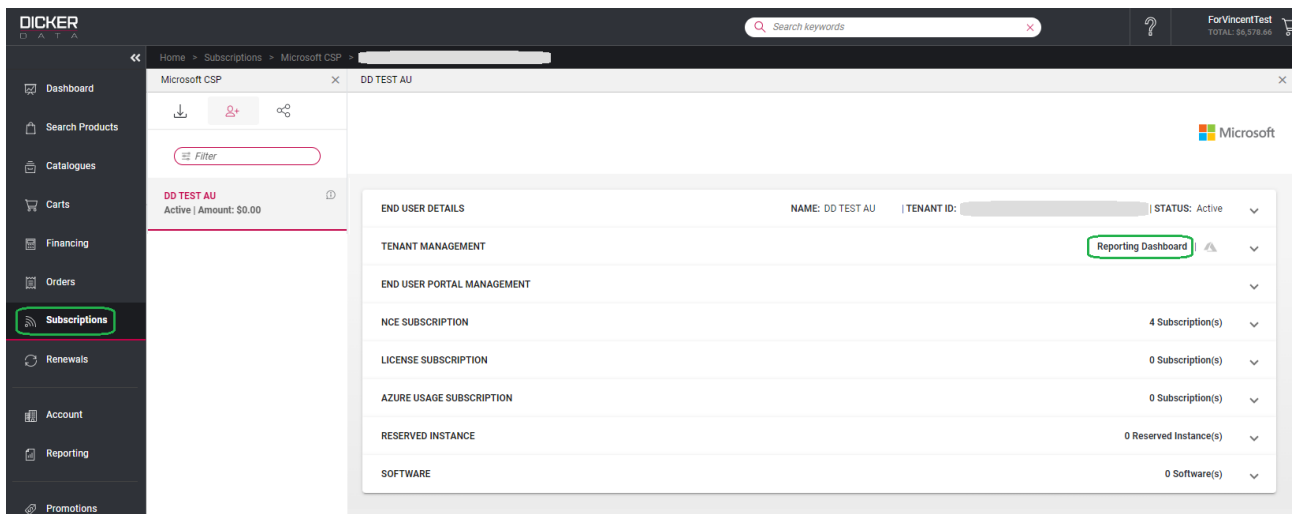 DICKER
DATA
Search keywords
ForVincentTest
TOTAL: $6,578.66
Home > Subscriptions > Microsoft CSP >
Dashboard
Search Products
Catalogues
Carts
Financing
Orders
Subscriptions
Renewals
Account
Reporting
Promotions
Microsoft CSP
Filter
DD TEST AU
Active | Amount: $0.00
DD TEST AU
Microsoft
END USER DETAILS NAME: DD TEST AU | TENANT ID: | STATUS: Active
TENANT MANAGEMENT Reporting Dashboard |
END USER PORTAL MANAGEMENT
NCE SUBSCRIPTION 4 Subscription(s)
LICENSE SUBSCRIPTION 0 Subscription(s)
AZURE USAGE SUBSCRIPTION 0 Subscription(s)
RESERVED INSTANCE 0 Reserved Instance(s)
SOFTWARE 0 Software(s)